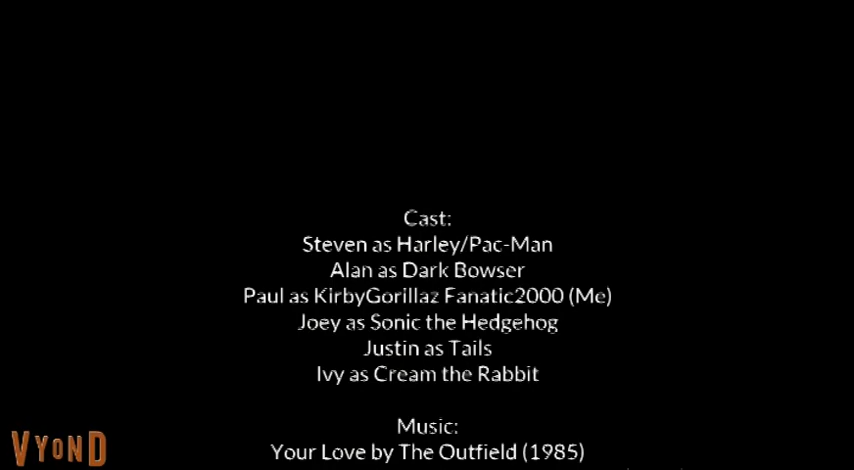 Cast:
Steven as Harley/Pac-Man
Alan as Dark Bowser
Paul as KirbyGorillaz Fanatic2000 (Me)
Joey as Sonic the Hedgehog
Justin as Tails
Ivy as Cream the Rabbit
Music:
Your Love by The Outfield (1985)
VYOND